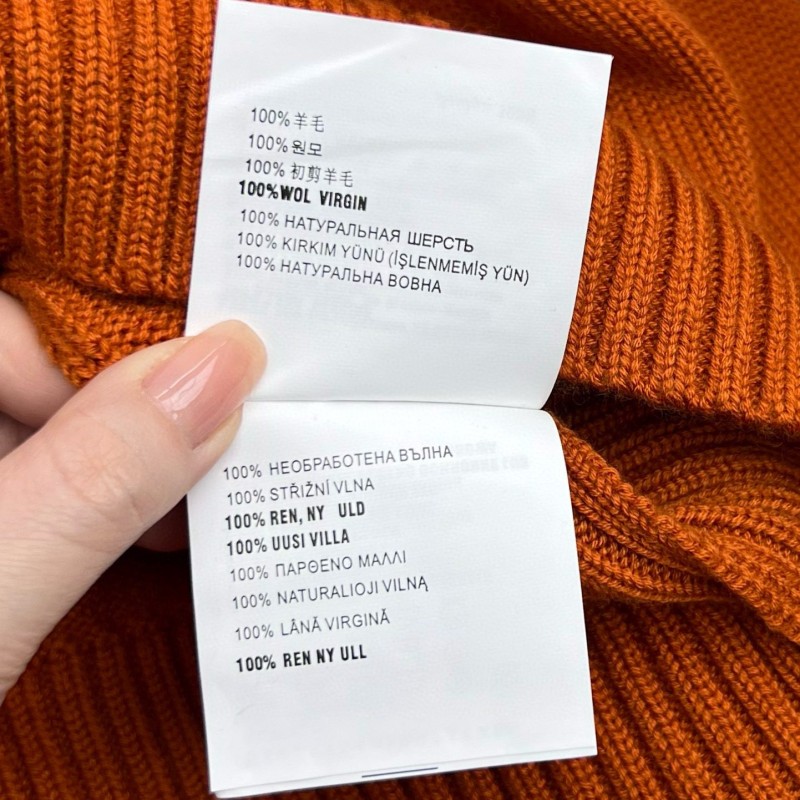 100%羊毛
100%원모
100% 初剪羊毛
100%WOL VIRGIN
100% НАТУРАЛЬНАЯ ШЕРСТЬ
100% KIRKIM YÜNÜ (İŞLENMEMİŞ YÜN)
100% НАТУРАЛЬНА ВОВНА
100% НЕОБРАБОТЕНА ВЪЛНА
100% STŘIŽNÍ VLNA
100% REN, NY ULD
100% UUSI VILLA
100% ΠΑΡΘΕΝΟ ΜΑΛΛΙ
100% NATURALIOJI VILNĄ
100% LÂNĂ VIRGINĂ
100% REN NY ULL